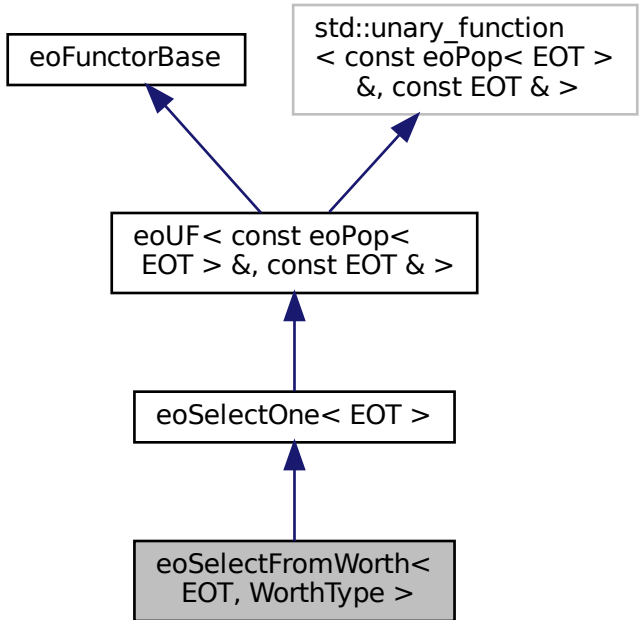 eoFunctorBase
std::unary_function
< const eoPop< EOT >
&, const EOT & >
eoUF< const eoPop<
EOT > &, const EOT & >
eoSelectOne< EOT >
eoSelectFromWorth<
EOT, WorthType >